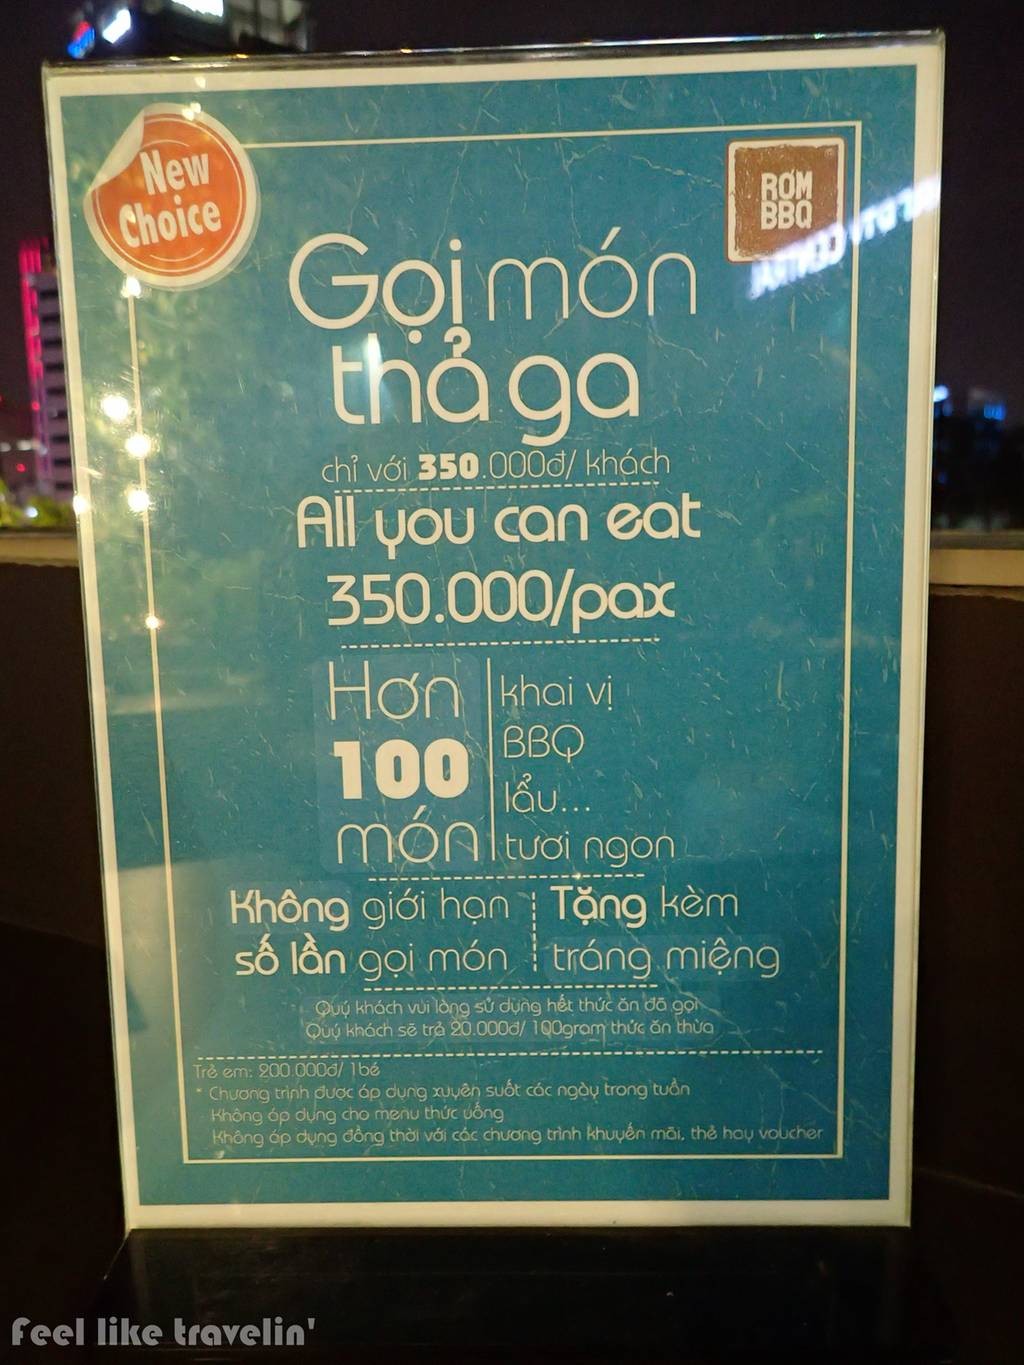 New
Choice
RƠM
BBQ
Gọi món
thả ga
chỉ với 350.000đ/ khách
All you can eat
350.000/pax
Hơn
100
món
khai vị
BBQ
lẩu...
tươi ngon
Không giới hạn
số lần gọi món
Tặng kèm
tráng miệng
Quý khách vui lòng sử dụng hết thức ăn đã gọi
Quý khách sẽ trả 20.000đ/ 100gram thức ăn thừa
Trẻ em: 200.000đ/ 1bé
* Chương trình được áp dụng xuyên suốt các ngày trong tuần
Không áp dụng cho menu thức uống
Không áp dụng đồng thời với các chương trình khuyến mãi, thẻ hay voucher
Feel like travelin'